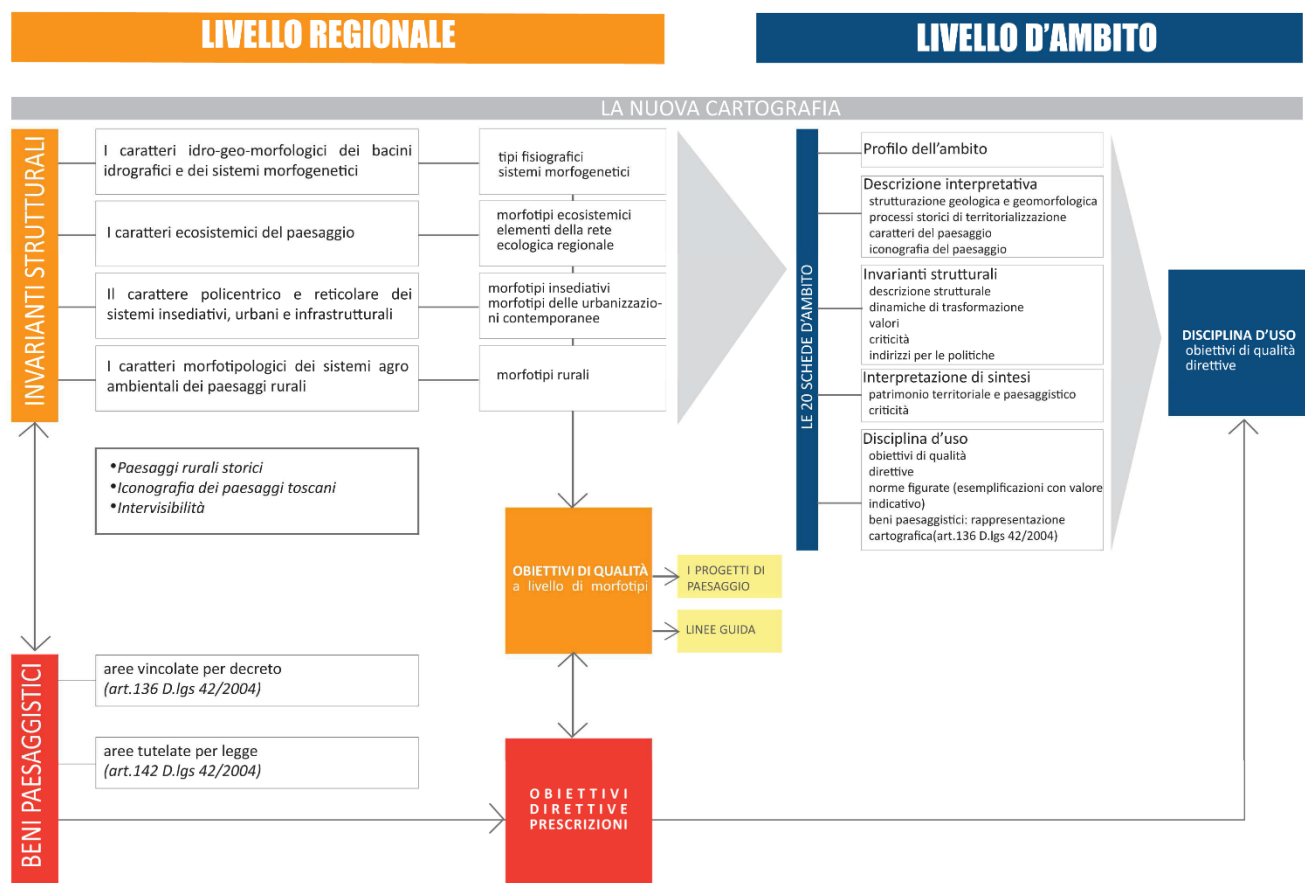 LIVELLO REGIONALE
LIVELLO D'AMBITO
LA NUOVA CARTOGRAFIA
INVARIANTI STRUTTURALI
I caratteri idro-geo-morfologici dei bacini
idrografici e dei sistemi morfogenetici
tipi fisiografici
sistemi morfogenetici
I caratteri ecosistemici del paesaggio
morfotipi ecosistemici
elementi della rete
ecologica regionale
Il carattere policentrico e reticolare dei
sistemi insediativi, urbani e infrastrutturali
morfotipi insediativi
morfotipi delle urbanizzazio-
ni contemporanee
I caratteri morfotipologici dei sistemi agro
ambientali dei paesaggi rurali
morfotipi rurali
•Paesaggi rurali storici
•Iconografia dei paesaggi toscani
•Intervisibilità
OBIETTIVI DI QUALITÀ
a livello di morfotipi
I PROGETTI DI
PAESAGGIO
LINEE GUIDA
BENI PAESAGGISTICI
aree vincolate per decreto
(art.136 D.lgs 42/2004)
aree tutelate per legge
(art.142 D.lgs 42/2004)
OBIETTIVI
DIRETTIVE
PRESCRIZIONI
LE 20 SCHEDE D'AMBITO
Profilo dell'ambito
Descrizione interpretativa
strutturazione geologica e geomorfologica
processi storici di territorializzazione
caratteri del paesaggio
iconografia del paesaggio
Invarianti strutturali
descrizione strutturale
dinamiche di trasformazione
valori
criticità
indirizzi per le politiche
Interpretazione di sintesi
patrimonio territoriale e paesaggistico
criticità
Disciplina d'uso
obiettivi di qualità
direttive
norme figurate (esemplificazioni con valore
indicativo)
beni paesaggistici: rappresentazione
cartografica(art.136 D.lgs 42/2004)
DISCIPLINA D'USO
obiettivi di qualità
direttive